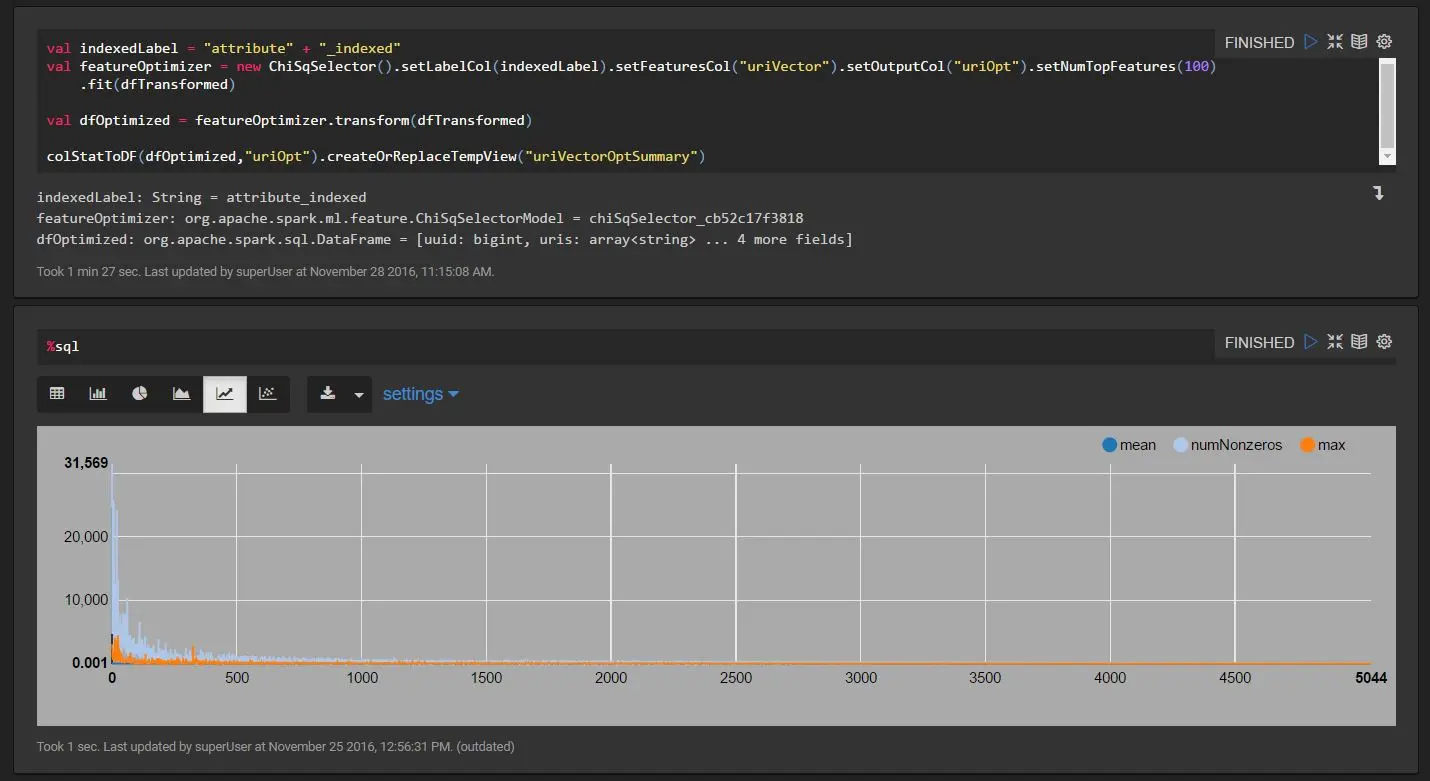 val indexedLabel = "attribute" + "_indexed"
FINISHED
val featureOptimizer = new ChiSqSelector().setLabelCol(indexedLabel).setFeaturesCol("uriVector").setOutputCol("uriOpt").setNumTopFeatures(100)
.fit(dfTransformed)
val dfOptimized = featureOptimizer.transform(dfTransformed)
colStatToDF(dfOptimized,"uriOpt").createOrReplaceTempView("uriVectorOptSummary")
indexedLabel: String = attribute_indexed
featureOptimizer: org.apache.spark.ml.feature.ChiSqSelectorModel = chiSqSelector_cb52c17f3818
dfOptimized: org.apache.spark.sql.DataFrame = [uuid: bigint, uris: array<string> ... 4 more fields]
Took 1 min 27 sec. Last updated by superUser at November 28 2016, 11:15:08 AM.
%sql
FINISHED
settings
mean numNonzeros max
31,569
20,000
10,000
0.001
0 500 1000 1500 2000 2500 3000 3500 4000 4500 5044
Took 1 sec. Last updated by superUser at November 25 2016, 12:56:31 PM. (outdated)